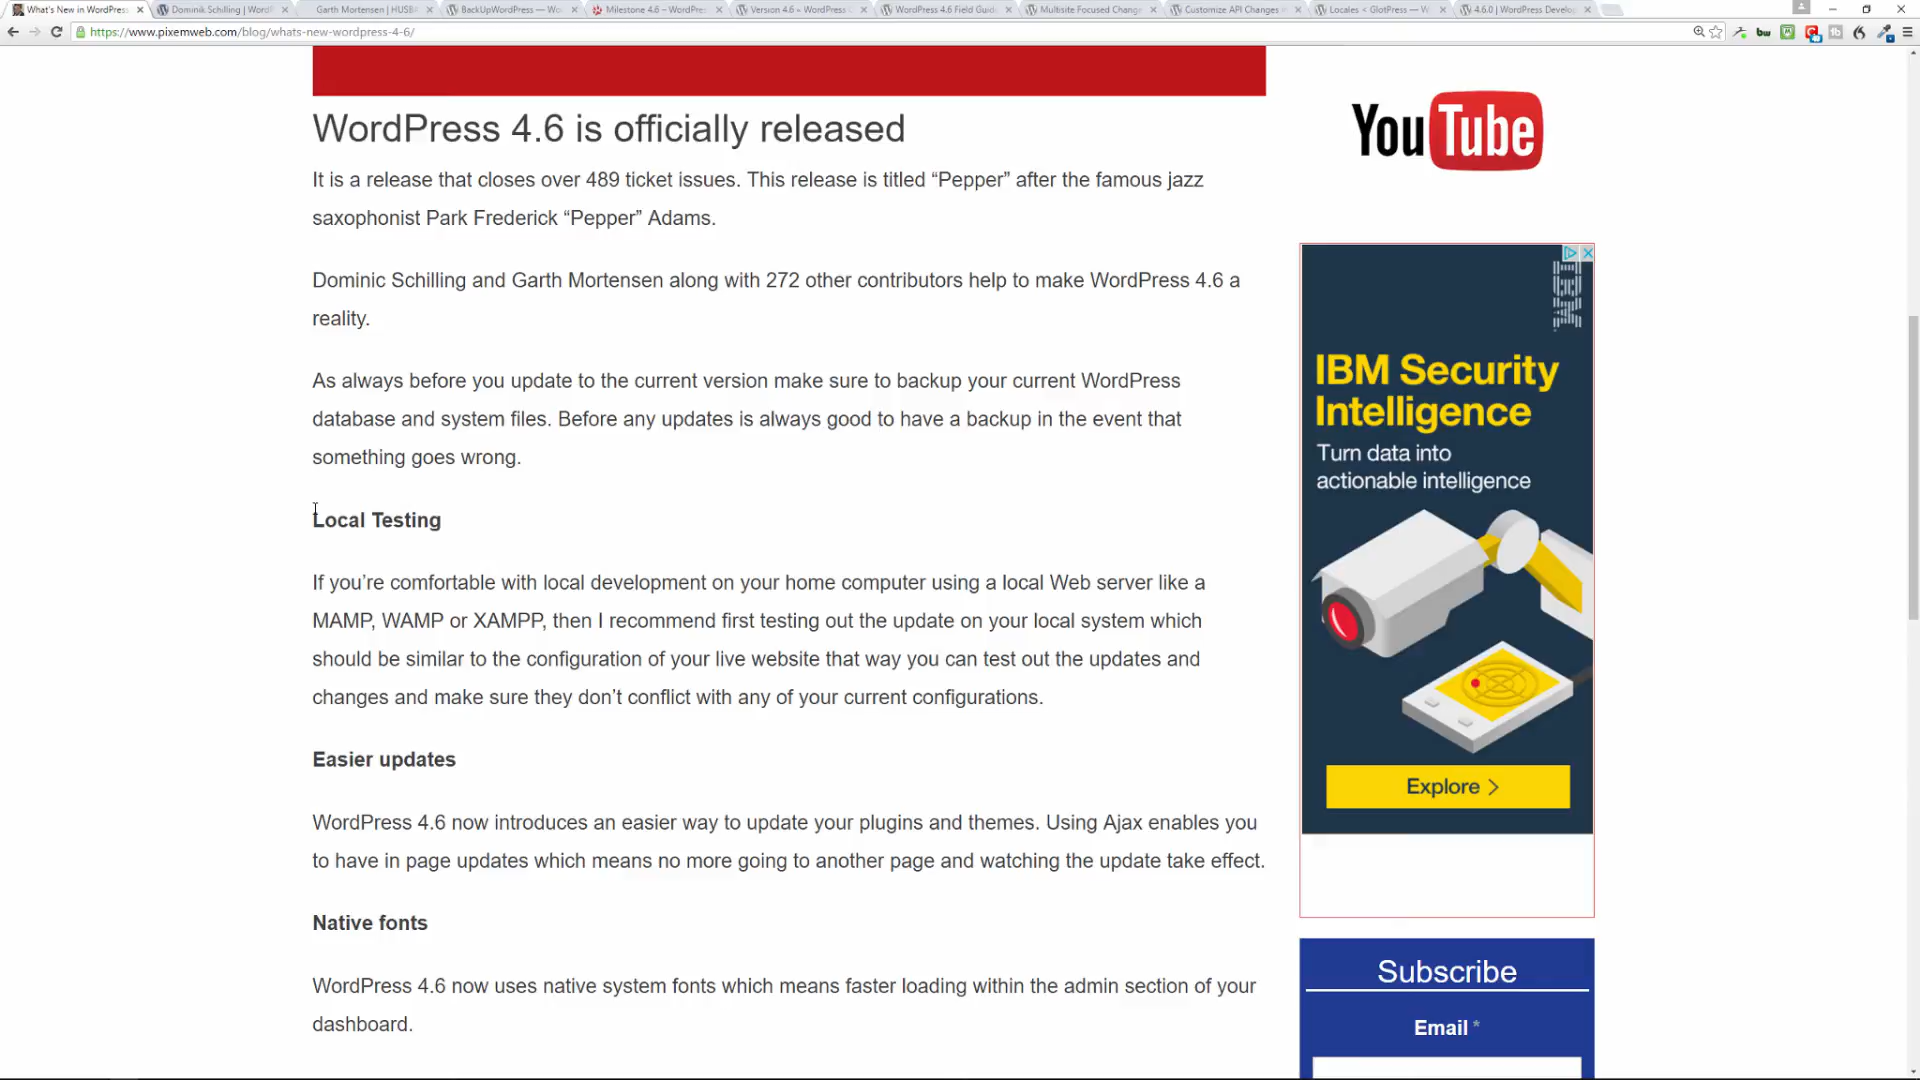 What's New in WordPress
Dominik Schilling | WordP
Garth Mortensen | HUSB
BackUpWordPress — Wo
Milestone 4.6 – WordPre
Version 4.6 « WordPress C
WordPress 4.6 Field Guid
Multisite Focused Chang
Customize API Changes i
Locales < GlotPress — W
4.6.0 | WordPress Develo
https://www.pixemweb.com/blog/whats-new-wordpress-4-6/
WordPress 4.6 is officially released
It is a release that closes over 489 ticket issues. This release is titled “Pepper” after the famous jazz
saxophonist Park Frederick “Pepper” Adams.
Dominic Schilling and Garth Mortensen along with 272 other contributors help to make WordPress 4.6 a
reality.
As always before you update to the current version make sure to backup your current WordPress
database and system files. Before any updates is always good to have a backup in the event that
something goes wrong.
Local Testing
If you’re comfortable with local development on your home computer using a local Web server like a
MAMP, WAMP or XAMPP, then I recommend first testing out the update on your local system which
should be similar to the configuration of your live website that way you can test out the updates and
changes and make sure they don’t conflict with any of your current configurations.
Easier updates
WordPress 4.6 now introduces an easier way to update your plugins and themes. Using Ajax enables you
to have in page updates which means no more going to another page and watching the update take effect.
Native fonts
WordPress 4.6 now uses native system fonts which means faster loading within the admin section of your
dashboard.
YouTube
IBM
IBM Security
Intelligence
Turn data into
actionable intelligence
Explore >
Subscribe
Email *